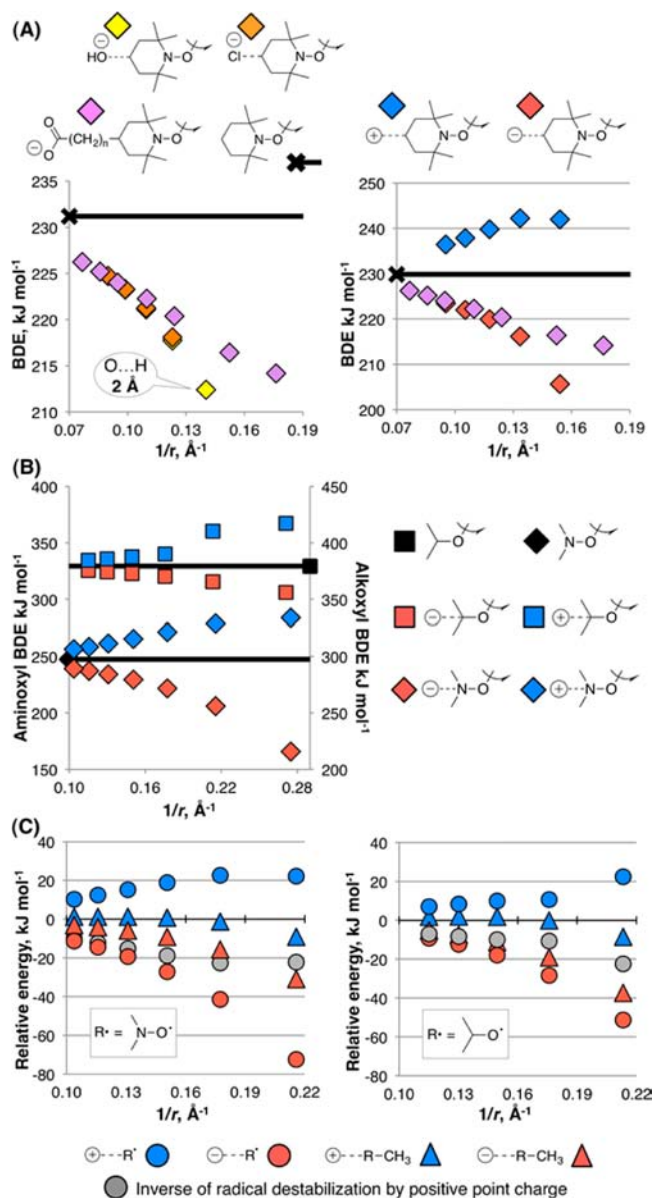 (A)
⊖
HO N–O
⊖
Cl N–O
O
⊖ O (CH2)n N–O
N–O
⊕ N–O
⊖ N–O
235
230
225
220
215
210
BDE, kJ mol-1
O...H
2 Å
0.07 0.10 0.13 0.16 0.19
1/r, Å-1
250
240
230
220
210
200
BDE kJ mol-1
0.07 0.10 0.13 0.16 0.19
1/r, Å-1
(B)
400
350
300
250
200
150
Aminoxyl BDE kJ mol-1
450
400
350
300
250
200
Alkoxyl BDE kJ mol-1
0.10 0.16 0.22 0.28
1/r, Å-1
O
N–O
⊖ O
⊕ O
⊖ N–O
⊕ N–O
(C)
40
20
0
-20
-40
-60
-80
Relative energy, kJ mol-1
R• = N–O•
0.10 0.13 0.16 0.19 0.22
1/r, Å-1
40
20
0
-20
-40
-60
-80
Relative energy, kJ mol-1
R• = O•
0.10 0.13 0.16 0.19 0.22
1/r, Å-1
⊕---R• ⊖---R• ⊕---R–CH3 ⊖---R–CH3
Inverse of radical destabilization by positive point charge